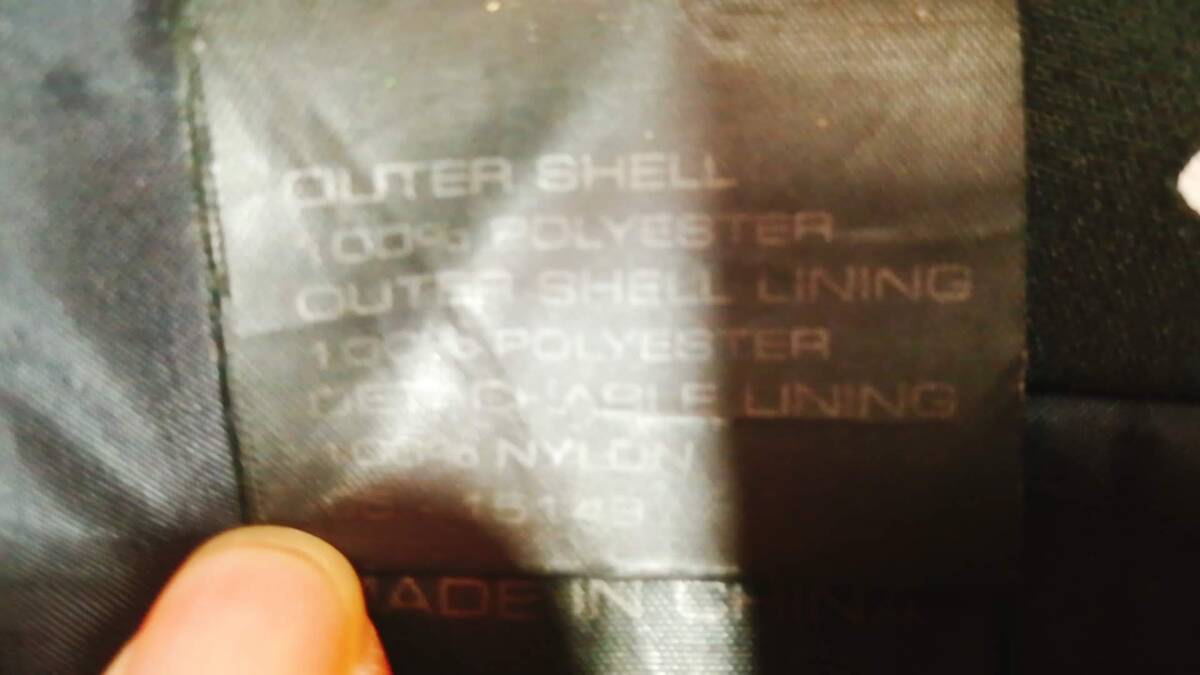 OUTER SHELL
100% POLYESTER
OUTER SHELL LINING
100% POLYESTER
DETACHABLE LINING
100% NYLON
MADE IN CHINA